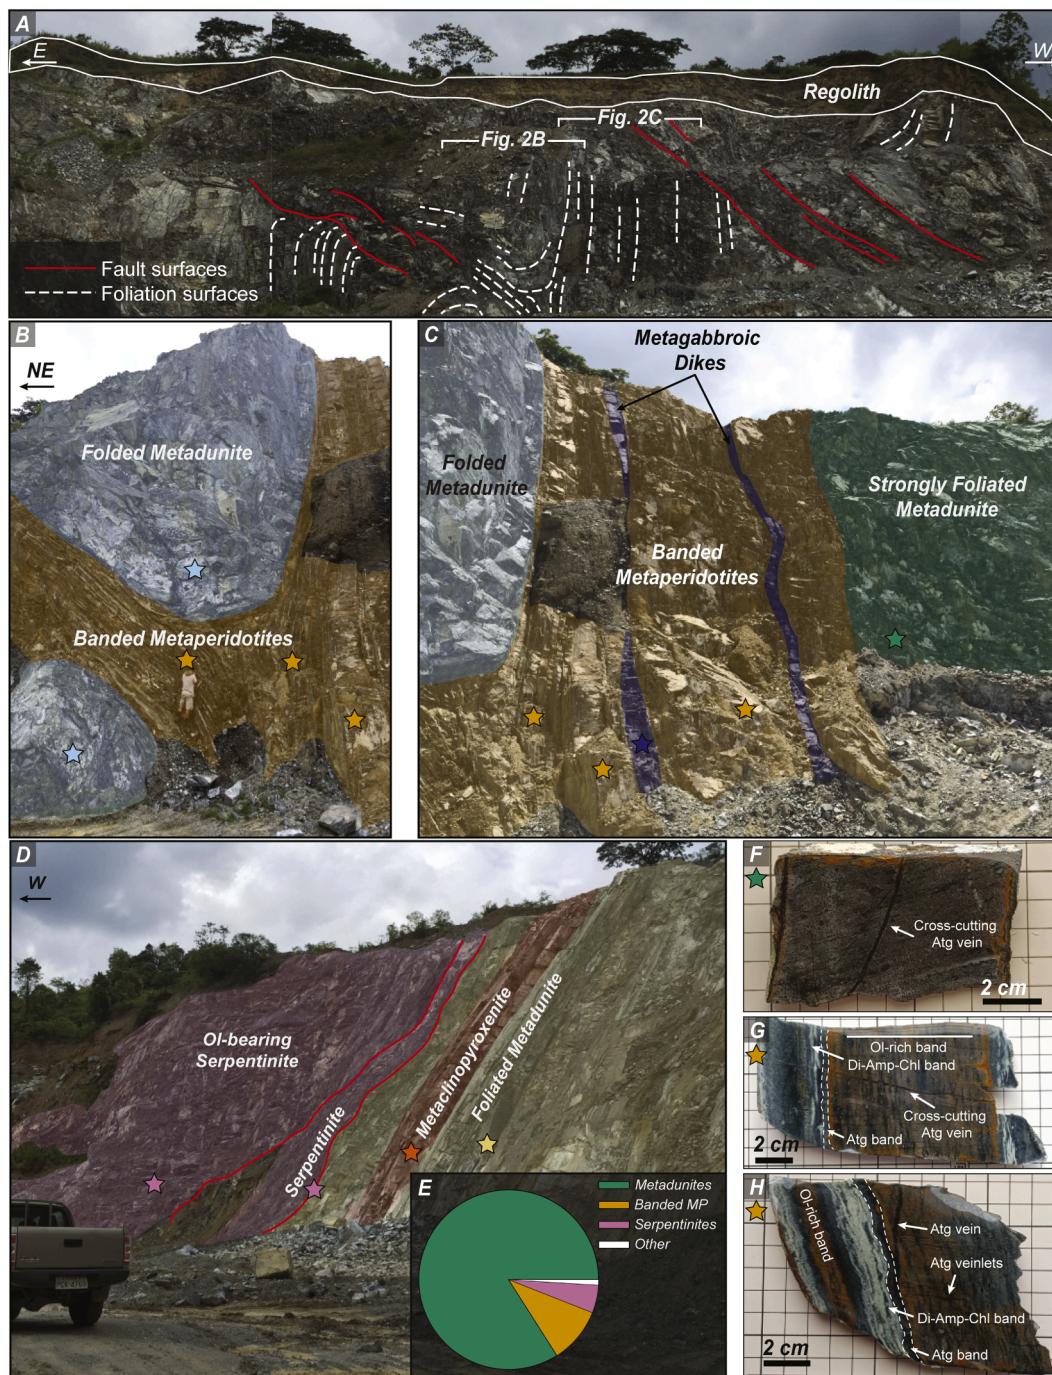 A
E
W
Regolith
Fig. 2C
Fig. 2B
Fault surfaces
Foliation surfaces
B
NE
Folded Metadunite
Banded Metaperidotites
C
Metagabbroic
Dikes
Folded
Metadunite
Strongly Foliated
Metadunite
Banded
Metaperidotites
D
W
Ol-bearing
Serpentinite
Serpentinite
Metaclinopyroxenite
Foliated Metadunite
E
Metadunites
Banded MP
Serpentinites
Other
F
Cross-cutting
Atg vein
2 cm
G
Ol-rich band
Di-Amp-Chl band
Cross-cutting
Atg vein
Atg band
2 cm
H
Ol-rich band
Atg vein
Atg veinlets
Di-Amp-Chl band
Atg band
2 cm